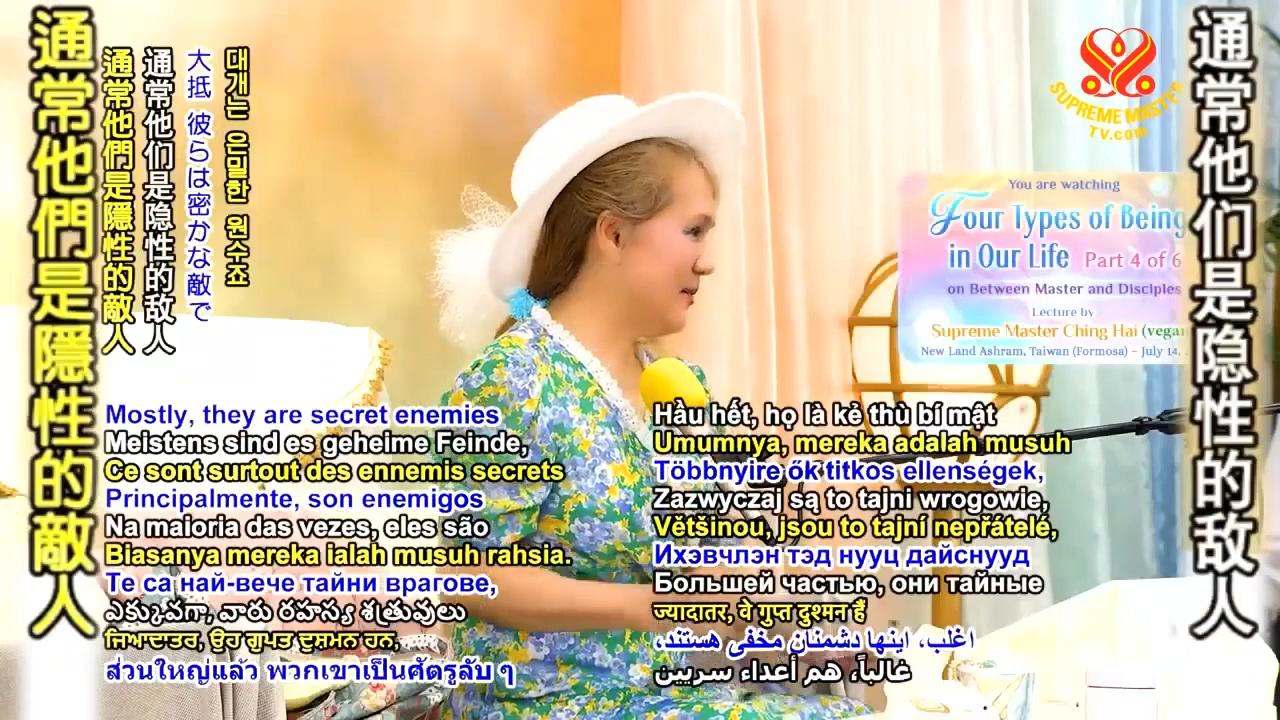 通常他們是隱性的敵人
通常他們是隱性的敵人
通常他们是隐性的敌人
大抵 彼らは密かな敵で
대개는 은밀한 원수죠
SUPREME MASTER
TV.com
You are watching
Four Types of Being
in Our Life Part 4 of 6
on Between Master and Disciples
Lecture by
Supreme Master Ching Hai (vegan
New Land Ashram, Taiwan (Formosa) – July 14,
通常他们是隐性的敌人
Mostly, they are secret enemies
Meistens sind es geheime Feinde,
Ce sont surtout des ennemis secrets
Principalmente, son enemigos
Na maioria das vezes, eles são
Biasanya mereka ialah musuh rahsia.
Те са най-вече тайни врагове,
ఎక్కువగా, వారు రహస్య శత్రువులు
ਜਿਆਦਾਤਰ, ਉਹ ਗੁਪਤ ਦੁਸ਼ਮਨ ਹਨ,
ส่วนใหญ่แล้ว พวกเขาเป็นศัตรูลับ ๆ
Hầu hết, họ là kẻ thù bí mật
Umumnya, mereka adalah musuh
Többnyire ők titkos ellenségek,
Zazwyczaj są to tajni wrogowie,
Většinou, jsou to tajní nepřátelé,
Ихэвчлэн тэд нууц дайснууд
Большей частью, они тайные
ज्यादातर, वे गुप्त दुश्मन हैं
اغلب، اینها دشمنان مخفی هستند،
غالباً، هم أعداء سريين